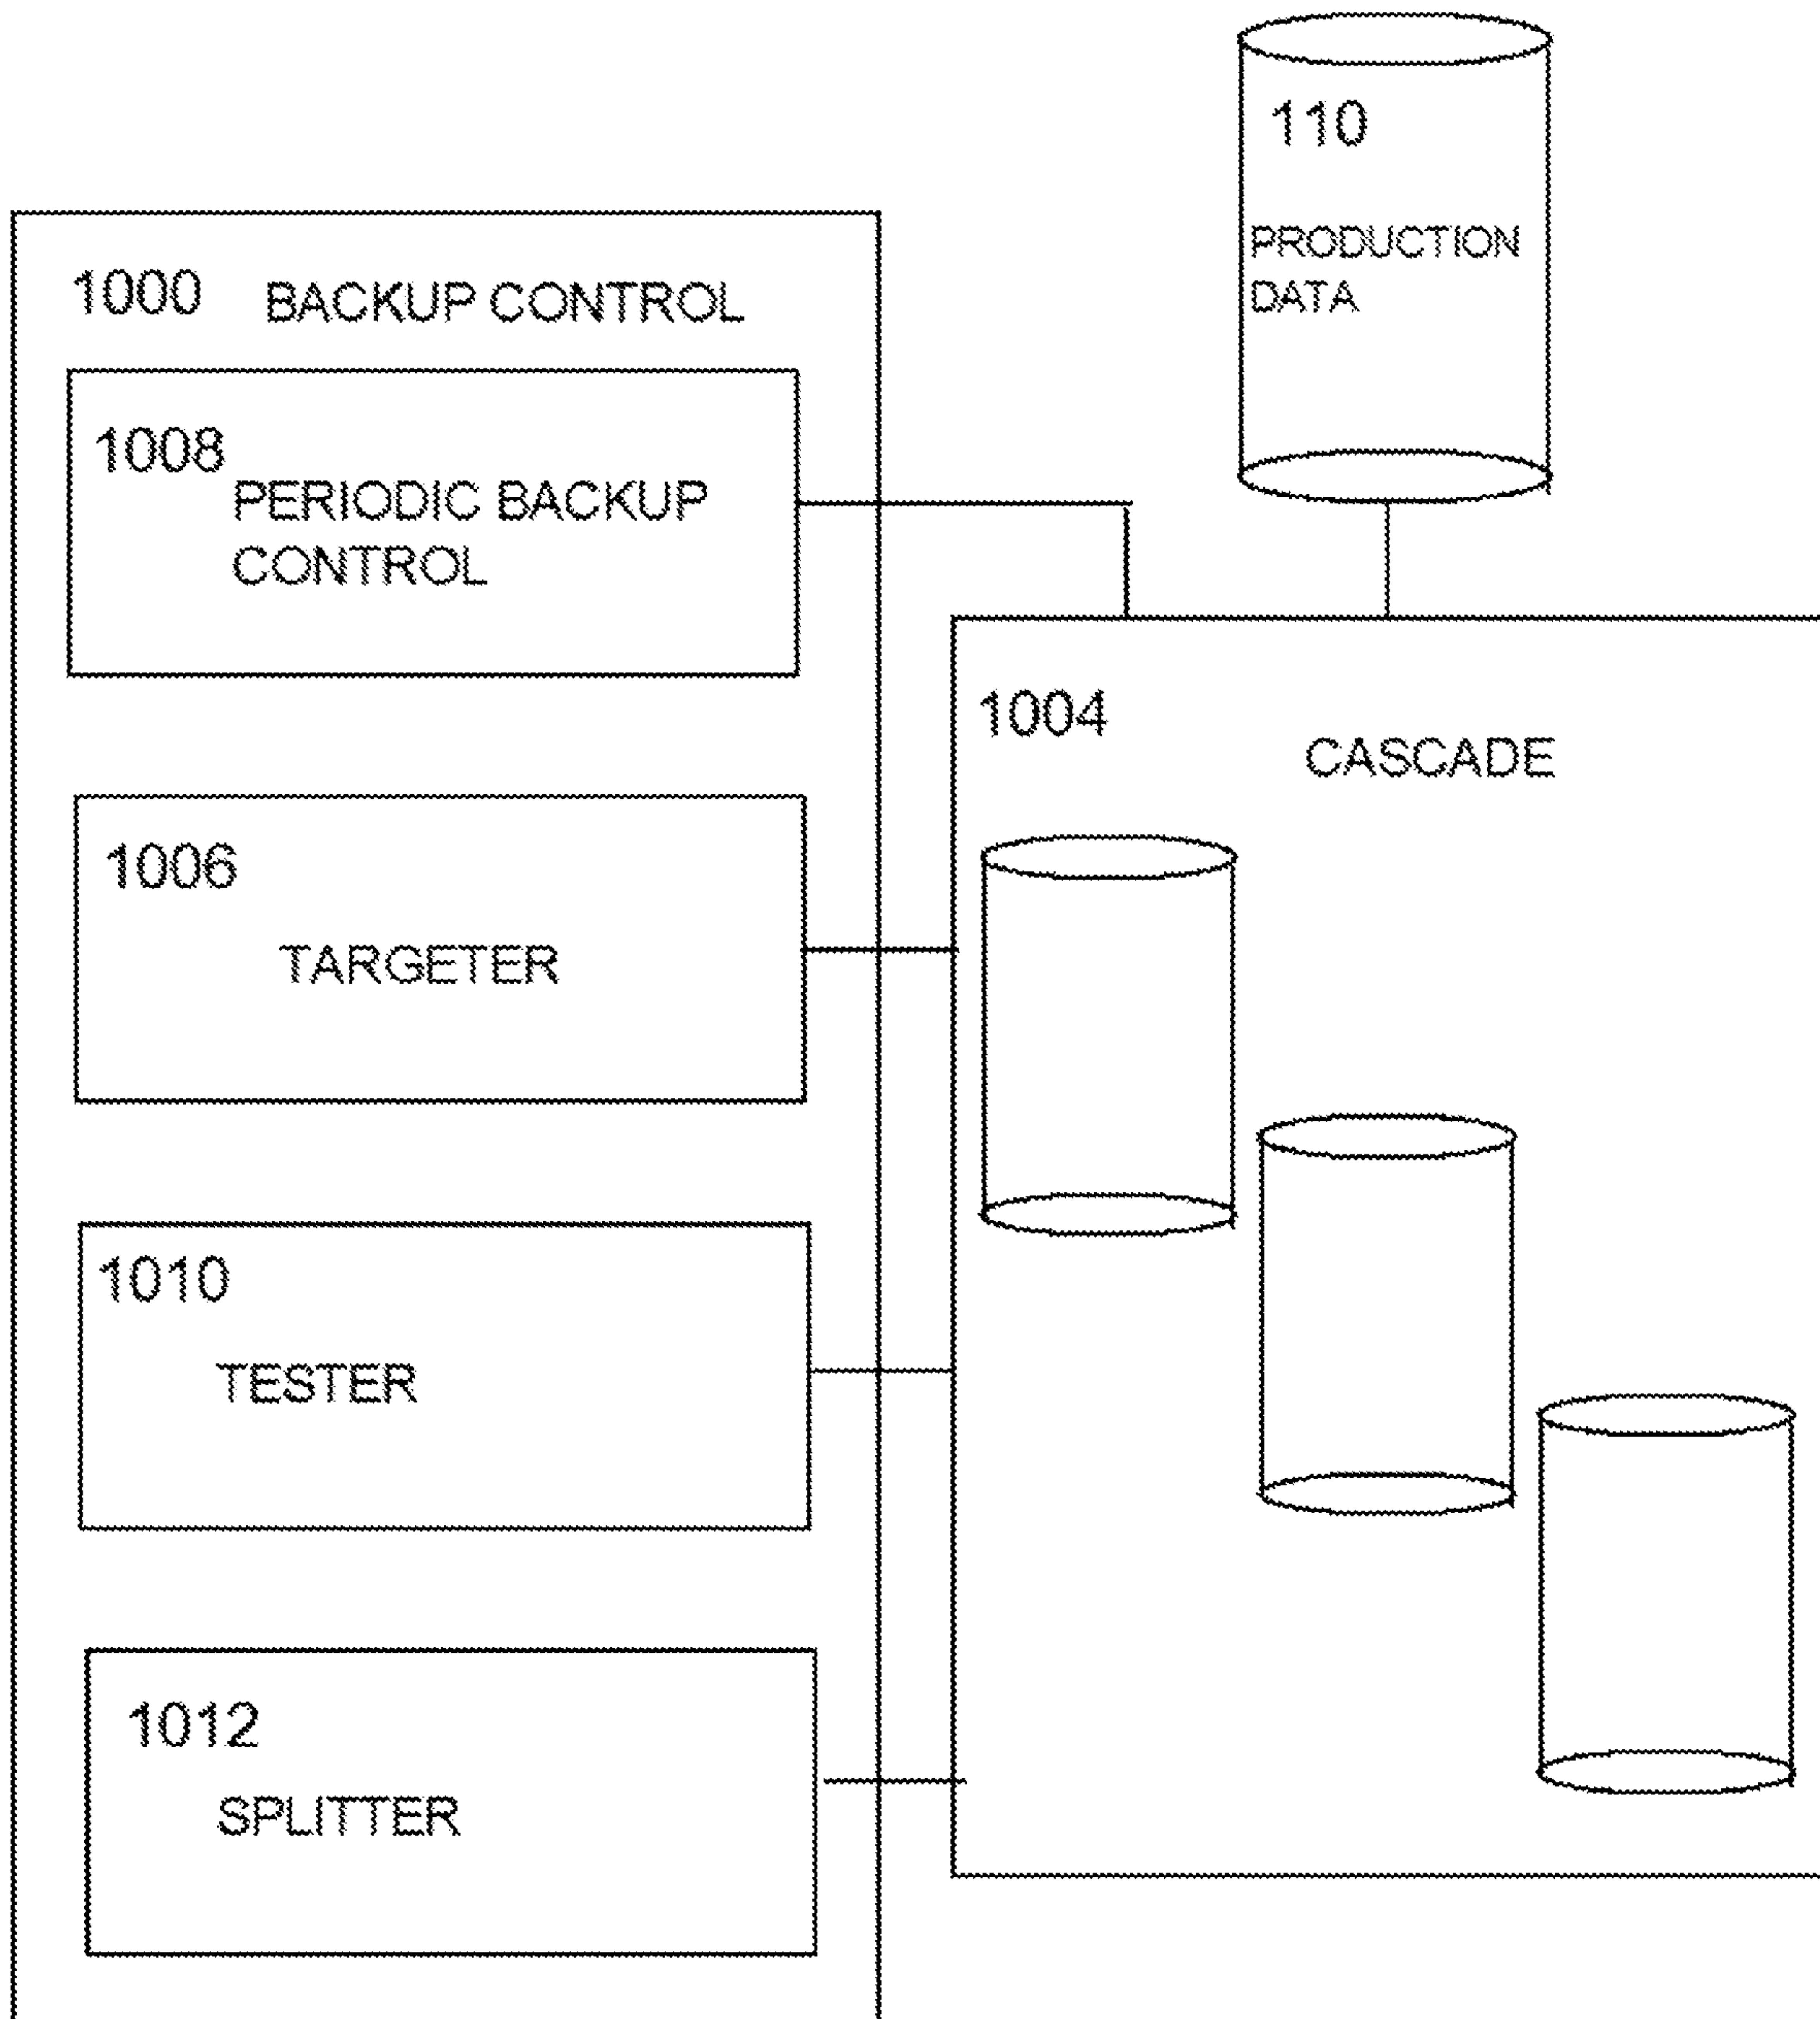 110
PRODUCTION
DATA
1000 BACKUP CONTROL
1008
PERIODIC BACKUP
CONTROL
1004
CASCADE
1006
TARGETER
1010
TESTER
1012
SPLITTER